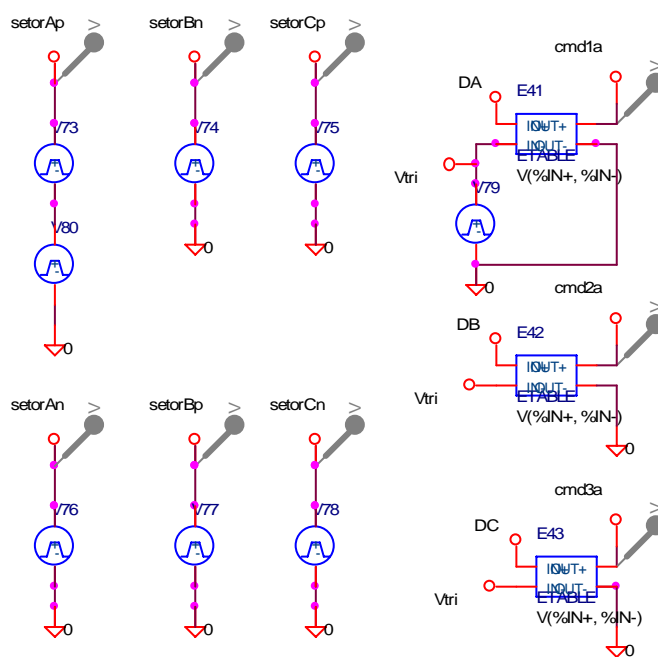 setorAp
setorBn
setorCp
V73
V74
V75
V80
0
0
0
cmd1a
DA
E41
IN+
OUT+
IN-
OUT-
ETABLE
V(%IN+, %IN-)
Vtri
V79
0
cmd2a
DB
E42
IN+
OUT+
IN-
OUT-
ETABLE
V(%IN+, %IN-)
Vtri
0
setorAn
setorBp
setorCn
V76
V77
V78
0
0
0
cmd3a
DC
E43
IN+
OUT+
IN-
OUT-
ETABLE
V(%IN+, %IN-)
Vtri
0